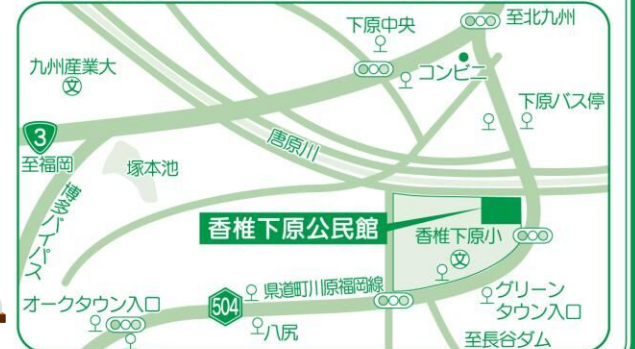 下原中央
至北九州
九州産業大
文
コンビニ
下原バス停
3
至福岡
唐原川
塚本池
博多バイパス
香椎下原公民館
香椎下原小
文
504
県道町川原福岡線
オークタウン入口
八尻
グリーン
タウン入口
至長谷ダム